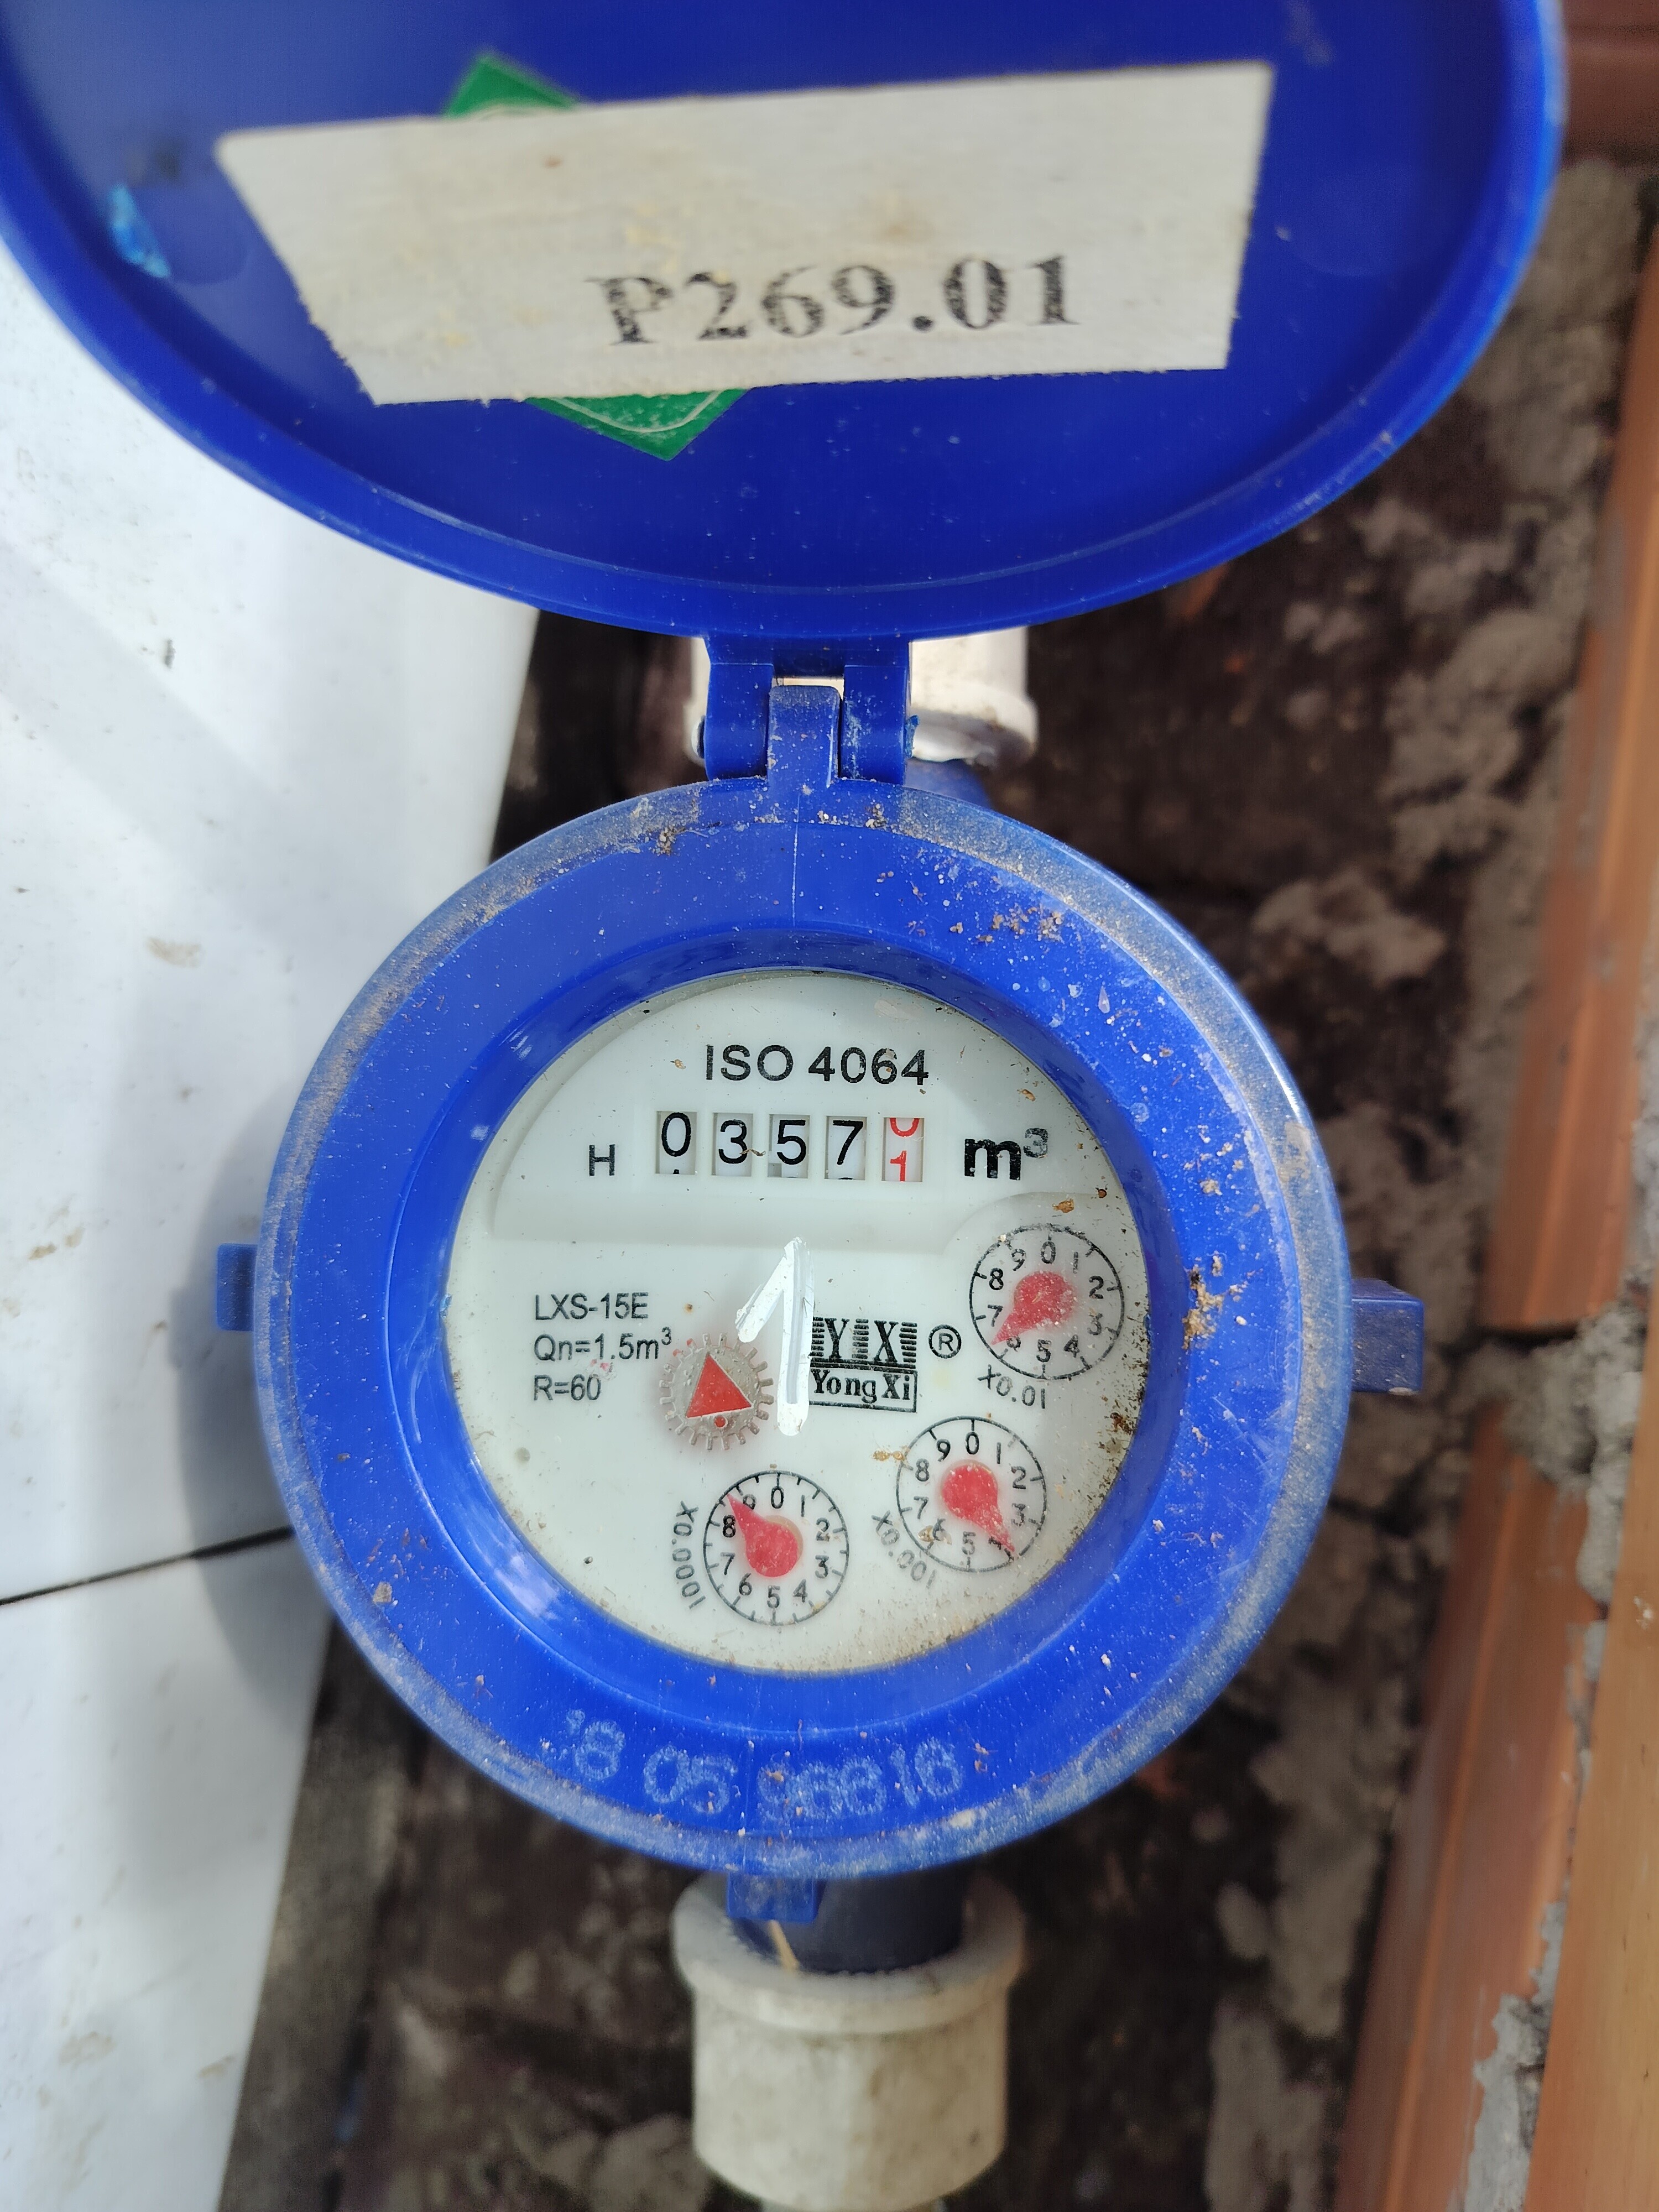 P269.01
ISO 4064
H 0357 m³
LXS-15E
Qn=1.5m³
R=60
1
YX ®
Yong Xi
0 1 2 3 4 5 6 7 8 9
X0.01
0 1 2 3 4 5 6 7 8 9
X0.001
0 1 2 3 4 5 6 7 8 9
X0.0001